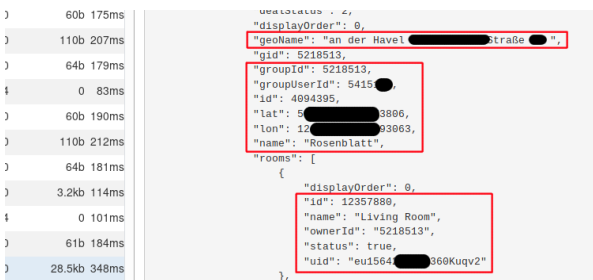 60b 175ms
110b 207ms
64b 179ms
0 83ms
60b 190ms
110b 212ms
64b 181ms
3.2kb 114ms
0 101ms
61b 184ms
28.5kb 348ms
"dealStatus": 2,
"displayOrder": 0,
"geoName": "an der Havel Straße ",
"gid": 5218513,
"groupId": 5218513,
"groupUserId": 5415
"id": 4094395,
"lat": 5 3806,
"lon": 12 93063,
"name": "Rosenblatt",
"rooms": [
{
"displayOrder": 0,
"id": 12357880,
"name": "Living Room",
"ownerId": "5218513",
"status": true,
"uid": "eu1564 360Kuqv2"
},